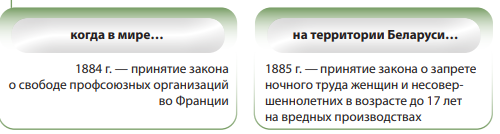 когда в мире…
1884 г. — принятие закона
о свободе профсоюзных организаций
во Франции
на территории Беларуси…
1885 г. — принятие закона о запрете
ночного труда женщин и несовер-
шеннолетних в возрасте до 17 лет
на вредных производствах